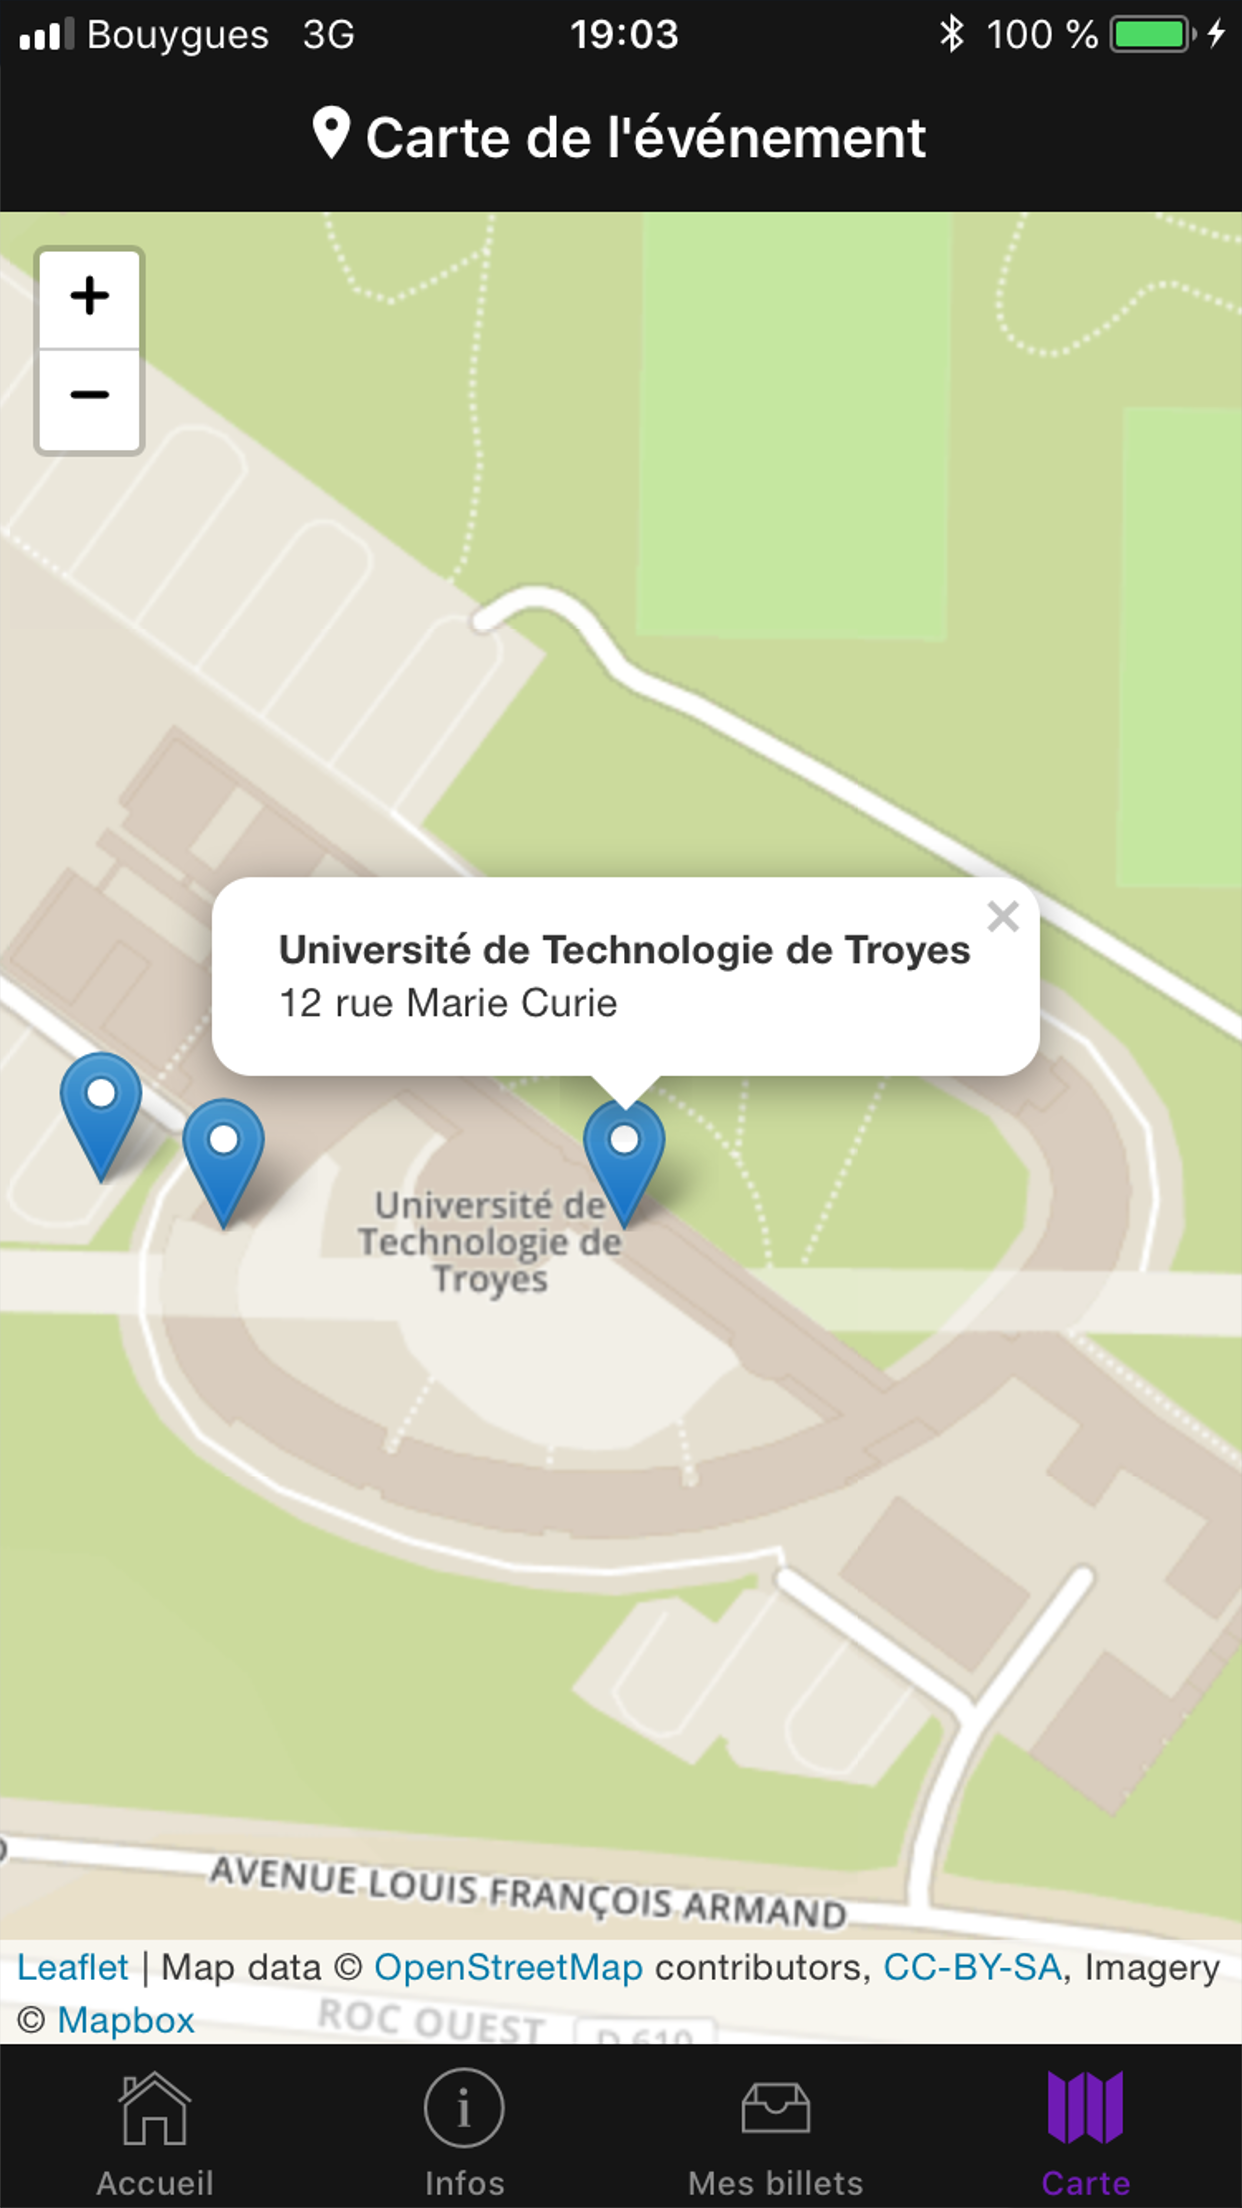 Bouygues 3G 19:03 100 %
Carte de l'événement
+
−
Université de Technologie de Troyes
12 rue Marie Curie
Université de
Technologie de
Troyes
AVENUE LOUIS FRANÇOIS ARMAND
Leaflet | Map data © OpenStreetMap contributors, CC-BY-SA, Imagery
© Mapbox
ROC OUEST
D 619
Accueil Infos Mes billets Carte